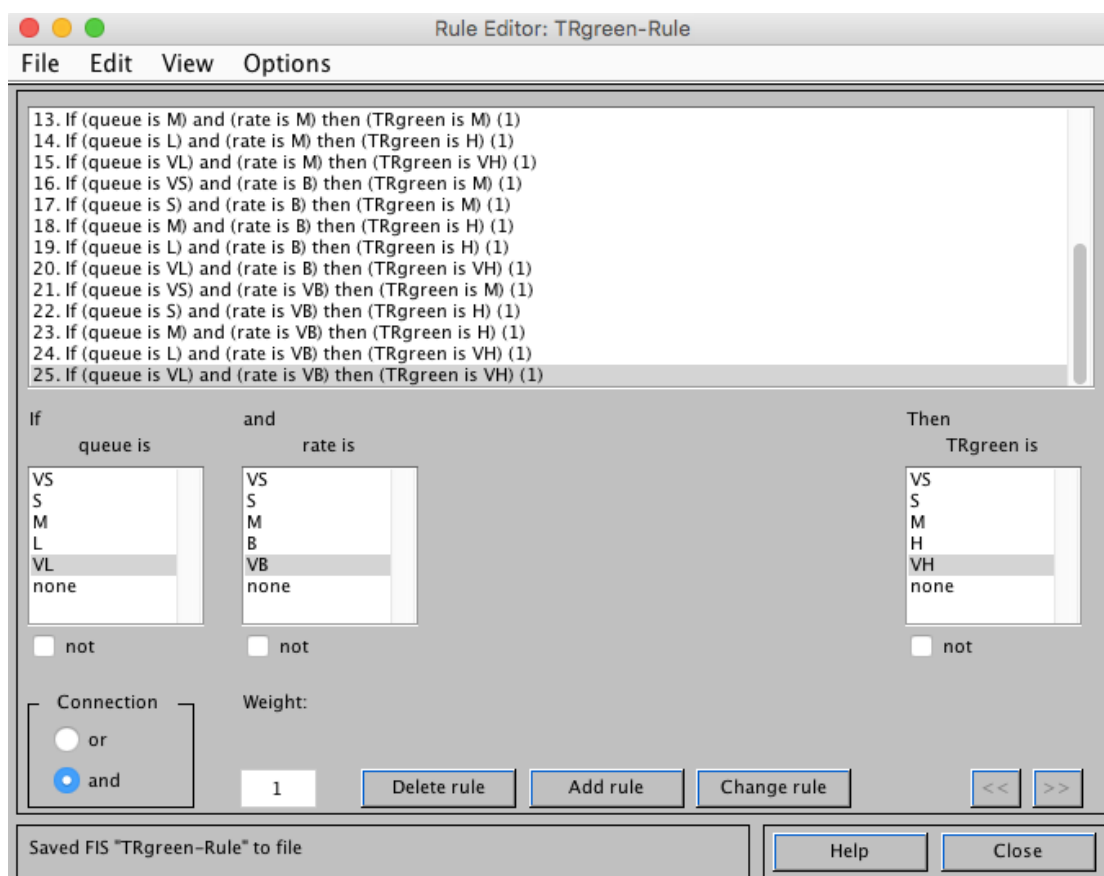 Rule Editor: TRgreen-Rule
File Edit View Options
13. If (queue is M) and (rate is M) then (TRgreen is M) (1)
14. If (queue is L) and (rate is M) then (TRgreen is H) (1)
15. If (queue is VL) and (rate is M) then (TRgreen is VH) (1)
16. If (queue is VS) and (rate is B) then (TRgreen is M) (1)
17. If (queue is S) and (rate is B) then (TRgreen is M) (1)
18. If (queue is M) and (rate is B) then (TRgreen is H) (1)
19. If (queue is L) and (rate is B) then (TRgreen is H) (1)
20. If (queue is VL) and (rate is B) then (TRgreen is VH) (1)
21. If (queue is VS) and (rate is VB) then (TRgreen is M) (1)
22. If (queue is S) and (rate is VB) then (TRgreen is H) (1)
23. If (queue is M) and (rate is VB) then (TRgreen is H) (1)
24. If (queue is L) and (rate is VB) then (TRgreen is VH) (1)
25. If (queue is VL) and (rate is VB) then (TRgreen is VH) (1)
If and Then
queue is rate is TRgreen is
VS VS VS
S S S
M M M
L B H
VL VB VH
none none none
not not not
Connection Weight:
or
and 1 Delete rule Add rule Change rule << >>
Saved FIS "TRgreen-Rule" to file Help Close